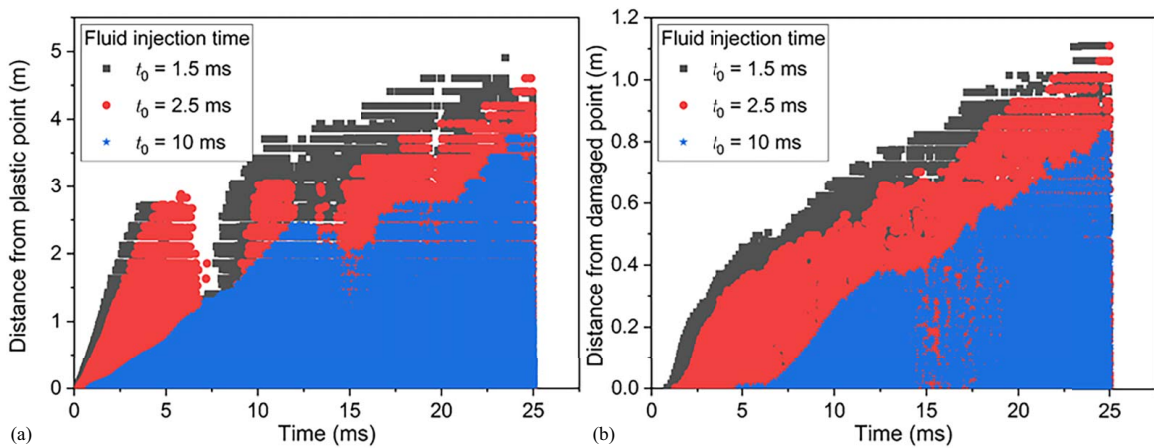 Distance from plastic point (m)
5
4
3
2
1
0
Fluid injection time
t0 = 1.5 ms
t0 = 2.5 ms
t0 = 10 ms
0 5 10 15 20 25
Time (ms)
(a)
Distance from damaged point (m)
1.2
1.0
0.8
0.6
0.4
0.2
0.0
Fluid injection time
t0 = 1.5 ms
t0 = 2.5 ms
t0 = 10 ms
0 5 10 15 20 25
Time (ms)
(b)